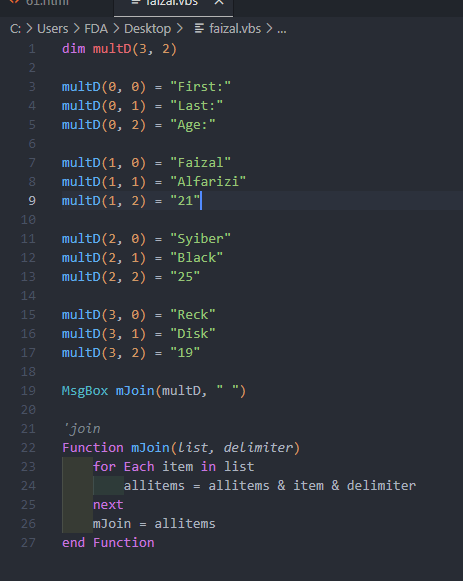 61.html
faizal.vbs
C: > Users > FDA > Desktop > faizal.vbs > ...
1 dim multD(3, 2)
2
3 multD(0, 0) = "First:"
4 multD(0, 1) = "Last:"
5 multD(0, 2) = "Age:"
6
7 multD(1, 0) = "Faizal"
8 multD(1, 1) = "Alfarizi"
9 multD(1, 2) = "21"
10
11 multD(2, 0) = "Syiber"
12 multD(2, 1) = "Black"
13 multD(2, 2) = "25"
14
15 multD(3, 0) = "Reck"
16 multD(3, 1) = "Disk"
17 multD(3, 2) = "19"
18
19 MsgBox mJoin(multD, " ")
20
21 'join
22 Function mJoin(list, delimiter)
23     for Each item in list
24         allitems = allitems & item & delimiter
25     next
26     mJoin = allitems
27 end Function